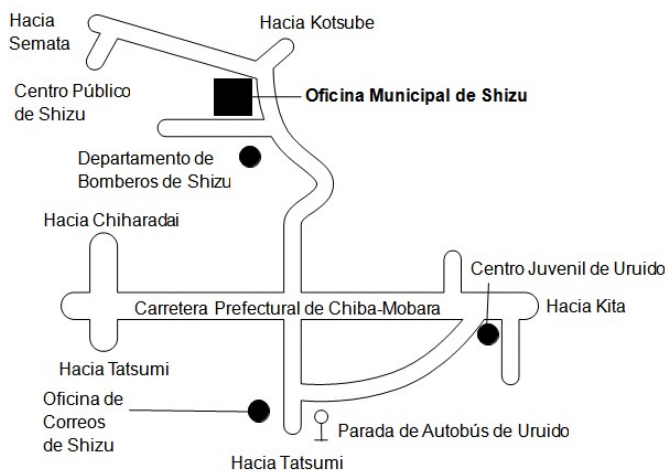 Hacia
Semata
Hacia Kotsube
Centro Público
de Shizu
Oficina Municipal de Shizu
Departamento de
Bomberos de Shizu
Hacia Chiharadai
Centro Juvenil de Uruido
Carretera Prefectural de Chiba-Mobara
Hacia Kita
Hacia Tatsumi
Oficina de
Correos
de Shizu
Parada de Autobús de Uruido
Hacia Tatsumi